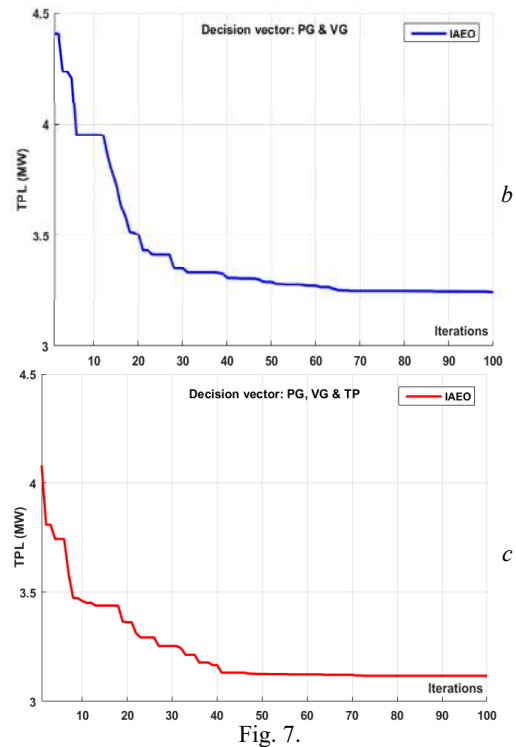 4.5
Decision vector: PG & VG
IAEO
4
TPL (MW)
b
3.5
Iterations
3
10 20 30 40 50 60 70 80 90 100
4.5
Decision vector: PG, VG & TP
IAEO
4
TPL (MW)
c
3.5
Iterations
3
10 20 30 40 50 60 70 80 90 100
Fig. 7.